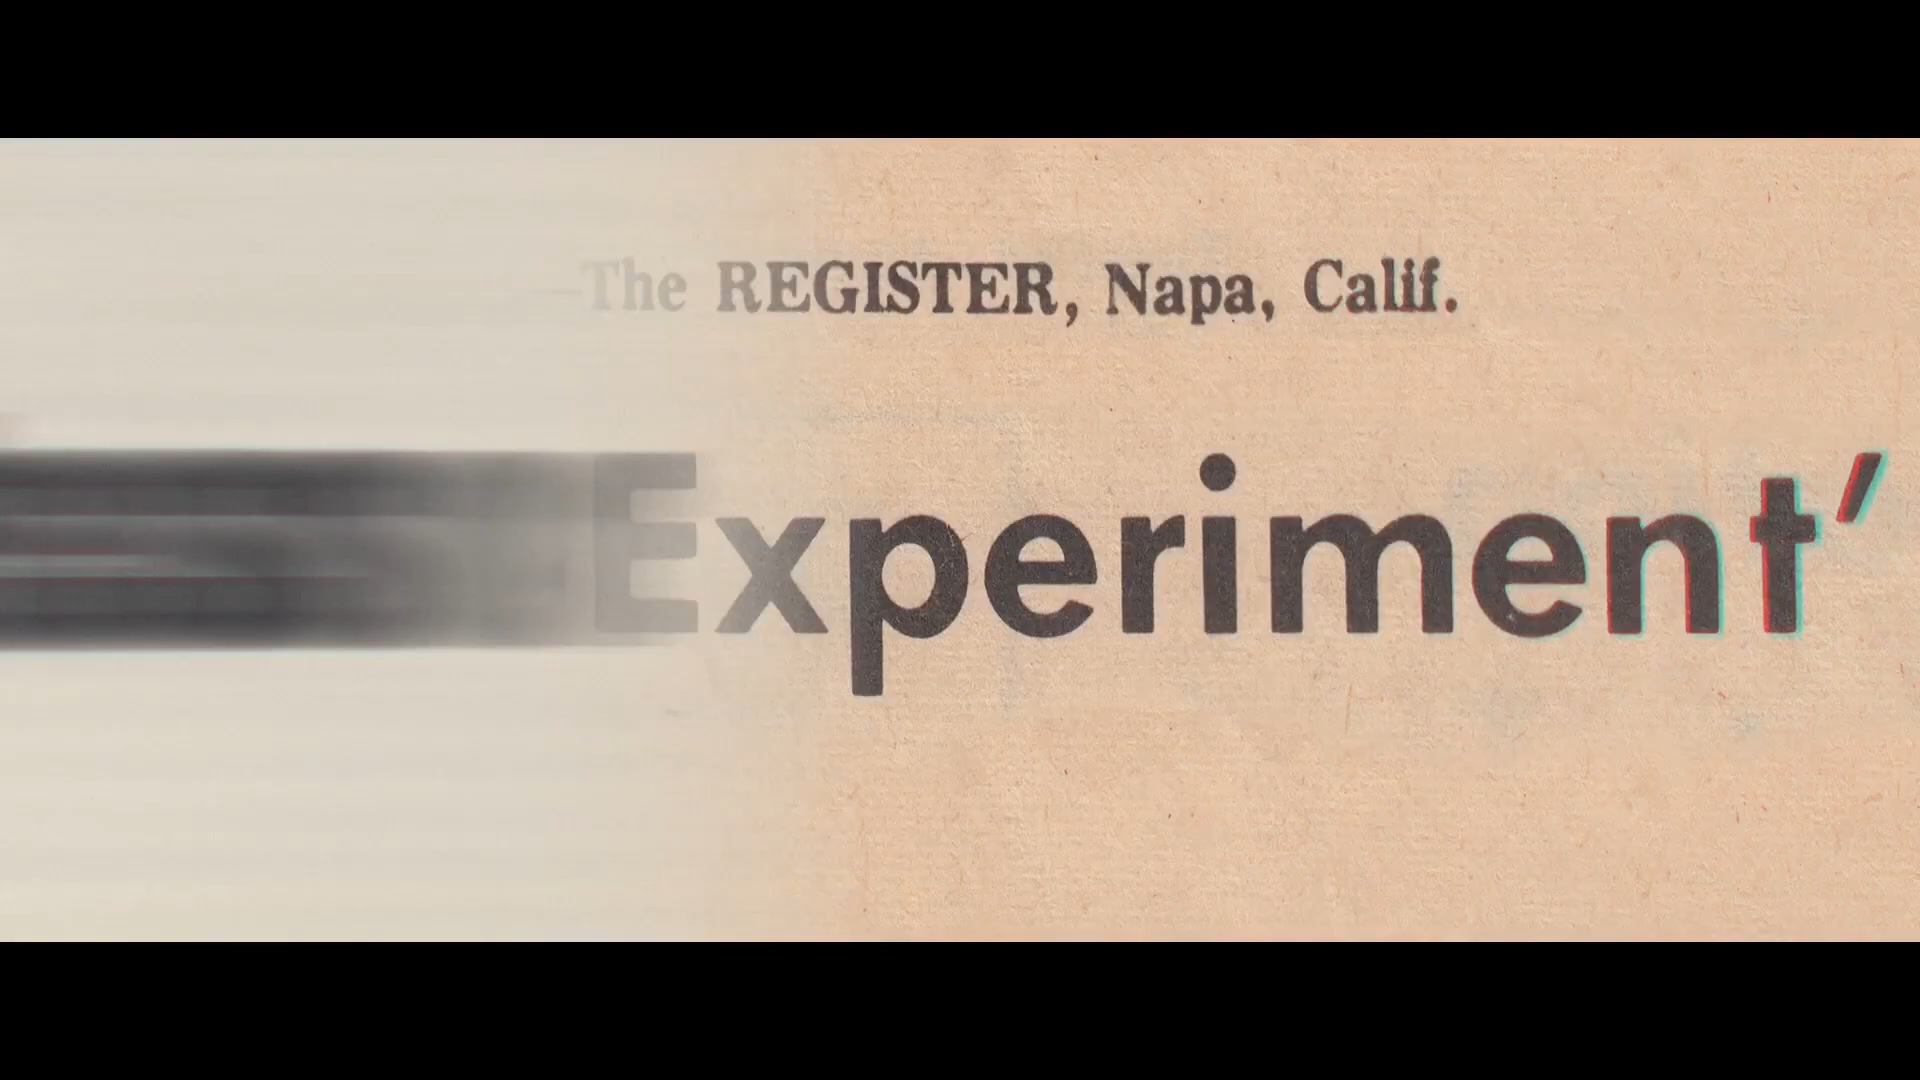 —The REGISTER, Napa, Calif.
Experiment′